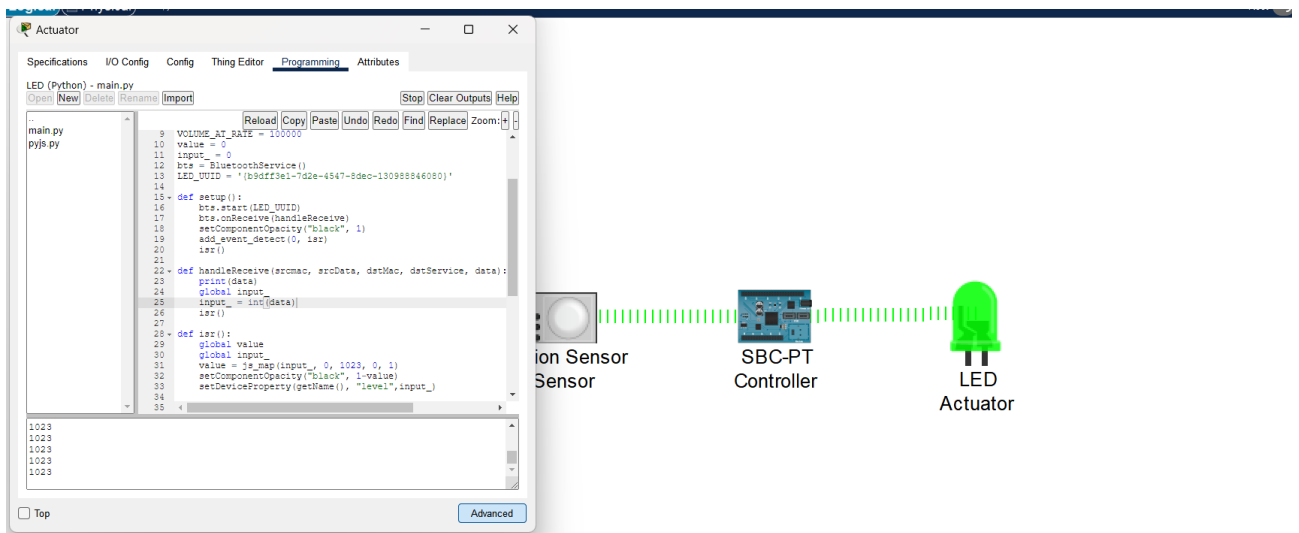 Actuator
Specifications I/O Config Config Thing Editor Programming Attributes
LED (Python) - main.py
Open New Delete Rename Import Stop Clear Outputs Help
Reload Copy Paste Undo Redo Find Replace Zoom: + -
..
main.py
pyjs.py
9 VOLUME_AT_RATE = 100000
10 value = 0
11 input_ = 0
12 bts = BluetoothService()
13 LED_UUID = '{b9dff3e1-7d2e-4547-8dec-130988846080}'
14
15 def setup():
16 bts.start(LED_UUID)
17 bts.onReceive(handleReceive)
18 setComponentOpacity("black", 1)
19 add_event_detect(0, isr)
20 isr()
21
22 def handleReceive(srcmac, srcData, dstMac, dstService, data):
23 print(data)
24 global input_
25 input_ = int(data)
26 isr()
27
28 def isr():
29 global value
30 global input_
31 value = js_map(input_, 0, 1023, 0, 1)
32 setComponentOpacity("black", 1-value)
33 setDeviceProperty(getName(), "level",input_)
34
35
1023
1023
1023
1023
1023
Top
Advanced
ion Sensor
Sensor
SBC-PT
Controller
LED
Actuator